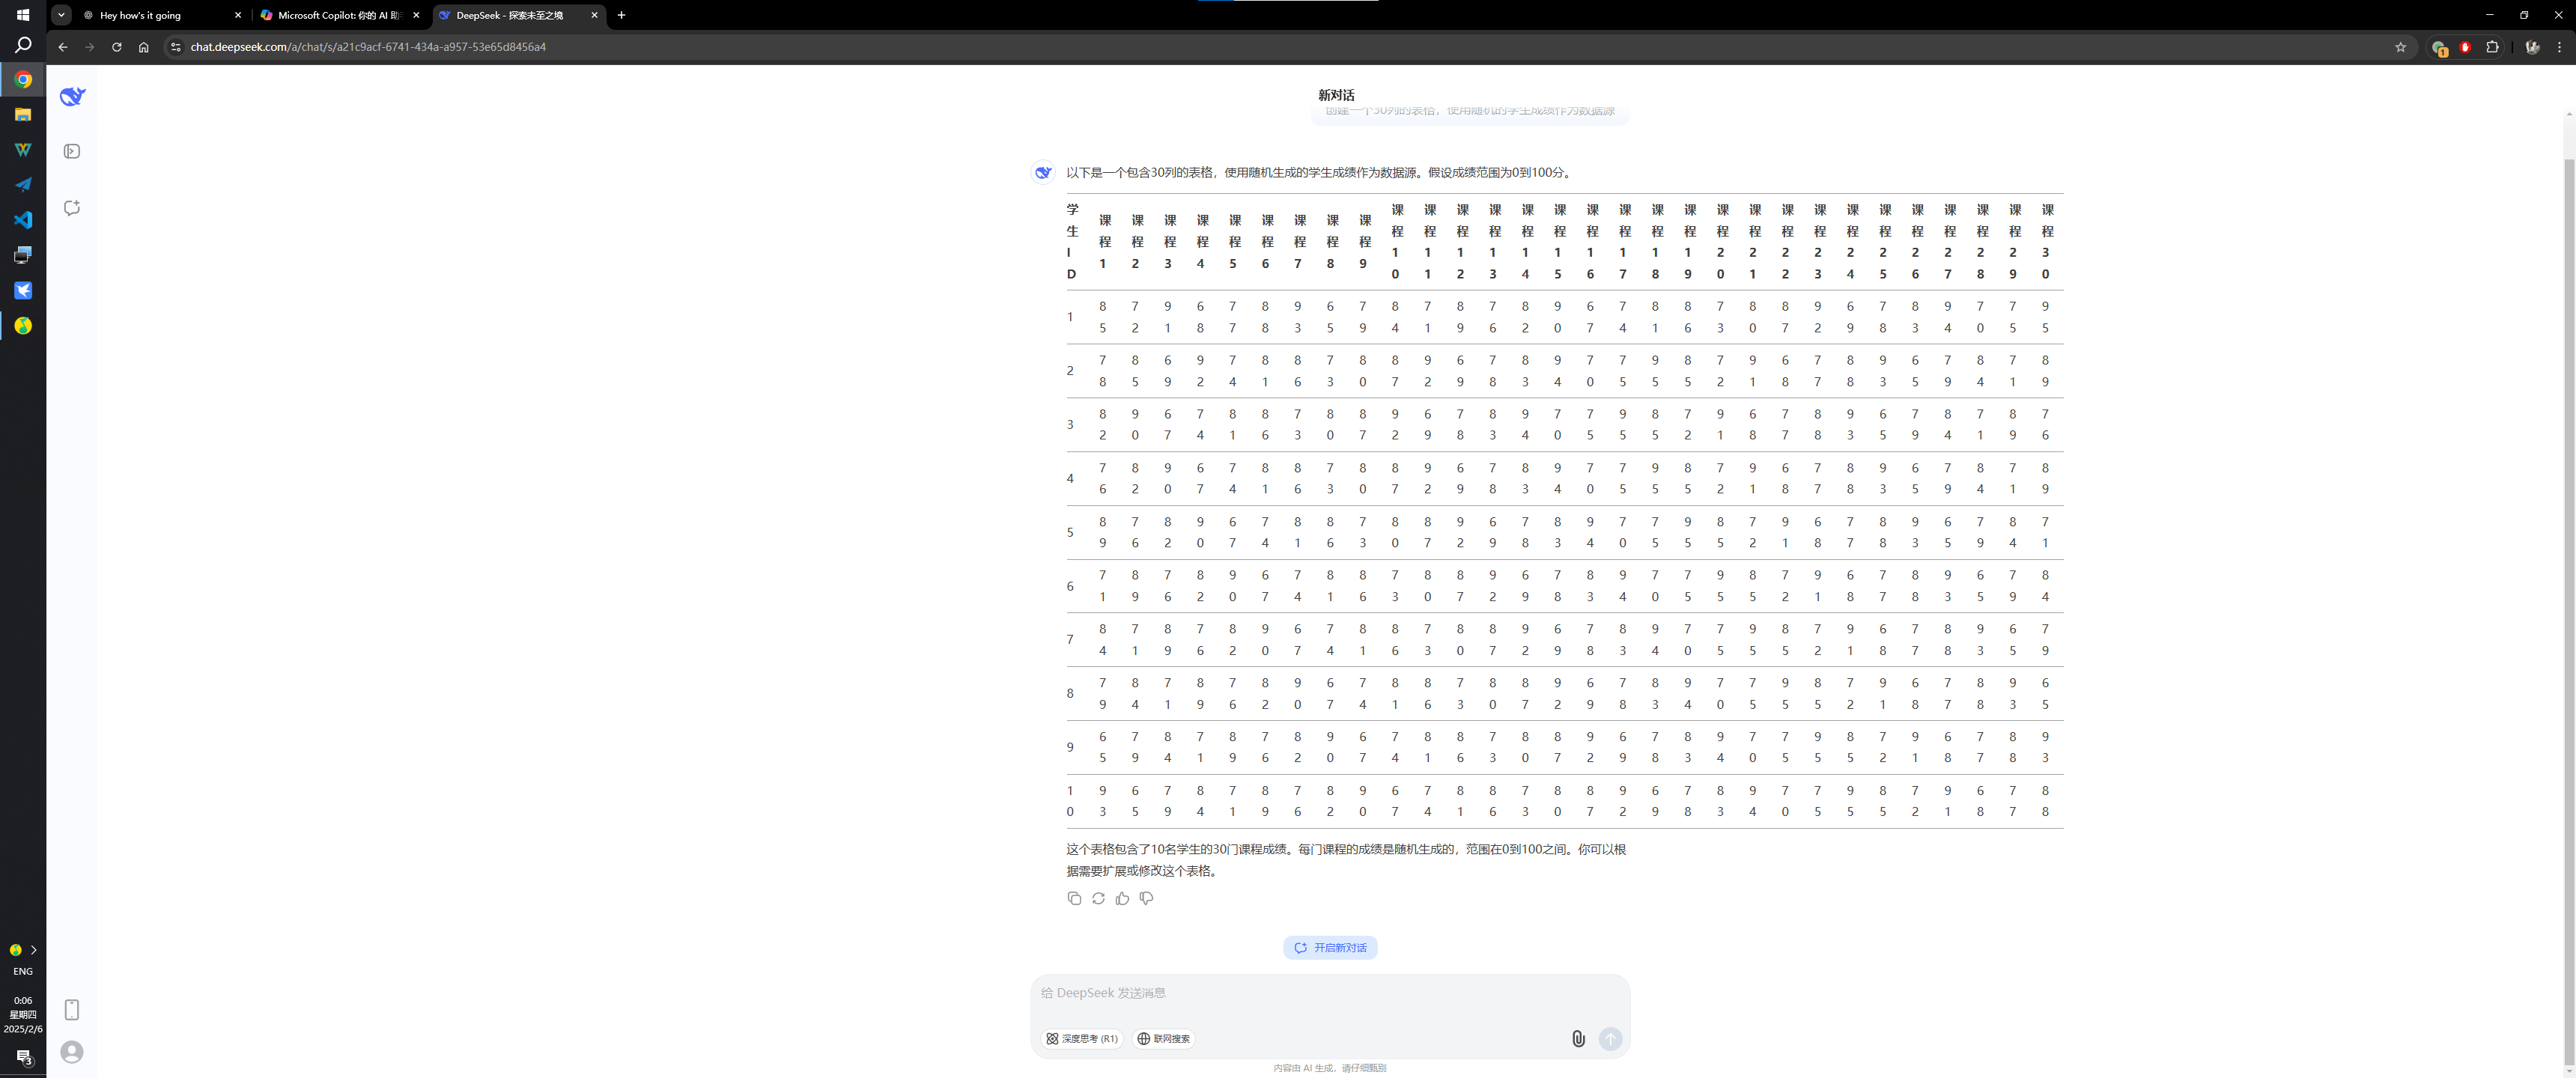 Hey how's it going
Microsoft Copilot: 你的 AI 助
DeepSeek - 探索未至之境
chat.deepseek.com/a/chat/s/a21c9acf-6741-434a-a957-53e65d8456a4
1
新对话
创建一个30列的表格，使用随机的学生成绩作为数据源
以下是一个包含30列的表格，使用随机生成的学生成绩作为数据源。假设成绩范围为0到100分。
学生ID 课程1 课程2 课程3 课程4 课程5 课程6 课程7 课程8 课程9 课程10 课程11 课程12 课程13 课程14 课程15 课程16 课程17 课程18 课程19 课程20 课程21 课程22 课程23 课程24 课程25 课程26 课程27 课程28 课程29 课程30
1 85 72 91 68 77 88 93 65 79 84 71 89 76 82 90 67 74 81 86 73 80 87 92 69 78 83 94 70 75 95
2 78 85 69 92 74 81 86 73 80 87 92 69 78 83 94 70 75 95 85 72 91 68 77 88 93 65 79 84 71 89
3 82 90 67 74 81 86 73 80 87 92 69 78 83 94 70 75 95 85 72 91 68 77 88 93 65 79 84 71 89 76
4 76 82 90 67 74 81 86 73 80 87 92 69 78 83 94 70 75 95 85 72 91 68 77 88 93 65 79 84 71 89
5 89 76 82 90 67 74 81 86 73 80 87 92 69 78 83 94 70 75 95 85 72 91 68 77 88 93 65 79 84 71
6 71 89 76 82 90 67 74 81 86 73 80 87 92 69 78 83 94 70 75 95 85 72 91 68 77 88 93 65 79 84
7 84 71 89 76 82 90 67 74 81 86 73 80 87 92 69 78 83 94 70 75 95 85 72 91 68 77 88 93 65 79
8 79 84 71 89 76 82 90 67 74 81 86 73 80 87 92 69 78 83 94 70 75 95 85 72 91 68 77 88 93 65
9 65 79 84 71 89 76 82 90 67 74 81 86 73 80 87 92 69 78 83 94 70 75 95 85 72 91 68 77 88 93
10 93 65 79 84 71 89 76 82 90 67 74 81 86 73 80 87 92 69 78 83 94 70 75 95 85 72 91 68 77 88
这个表格包含了10名学生的30门课程成绩。每门课程的成绩是随机生成的，范围在0到100之间。你可以根
据需要扩展或修改这个表格。
开启新对话
给 DeepSeek 发送消息
深度思考 (R1) 联网搜索
内容由 AI 生成，请仔细甄别
ENG
0:06
星期四
2025/2/6
3